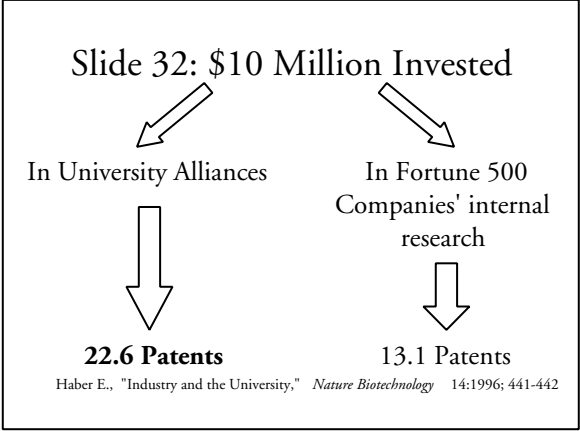 Slide 32: $10 Million Invested
In University Alliances
In Fortune 500
Companies' internal
research
22.6 Patents
13.1 Patents
Haber E., "Industry and the University," Nature Biotechnology 14:1996; 441-442